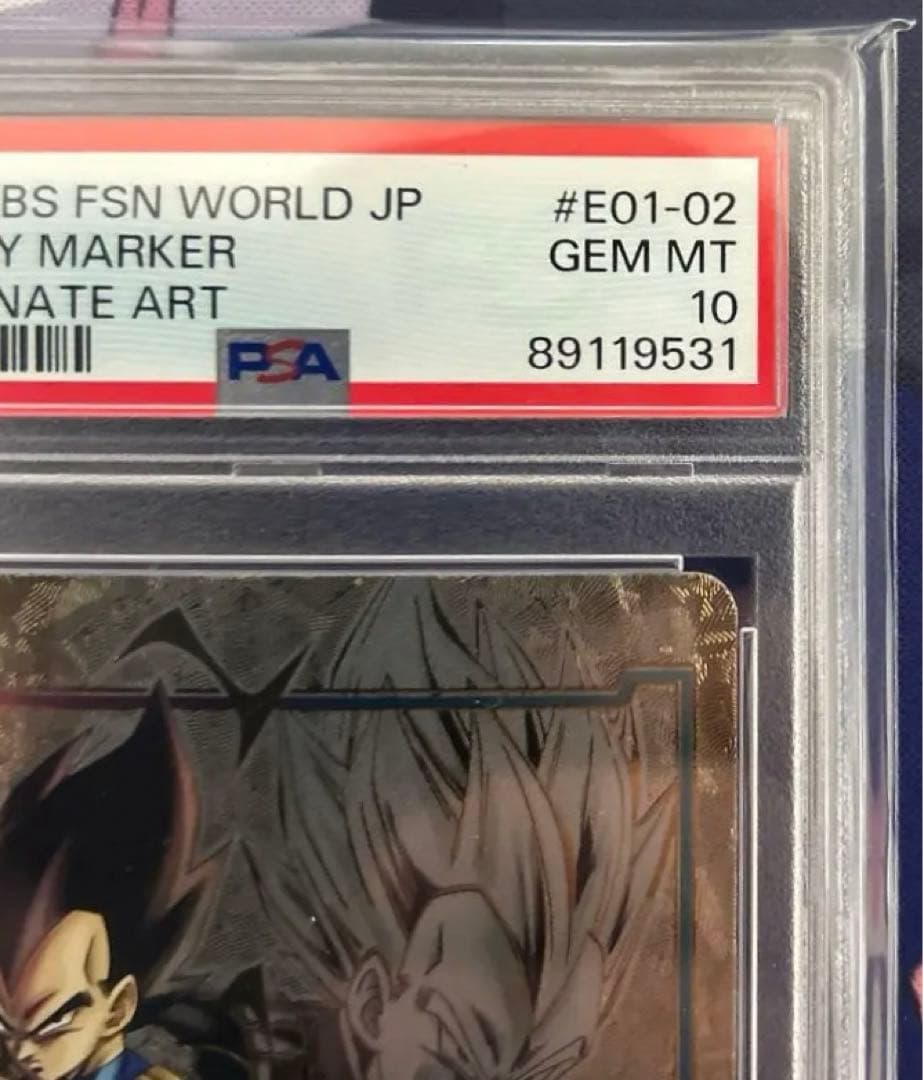 BS FSN WORLD JP #E01-02
Y MARKER GEM MT
NATE ART 10
PSA 89119531